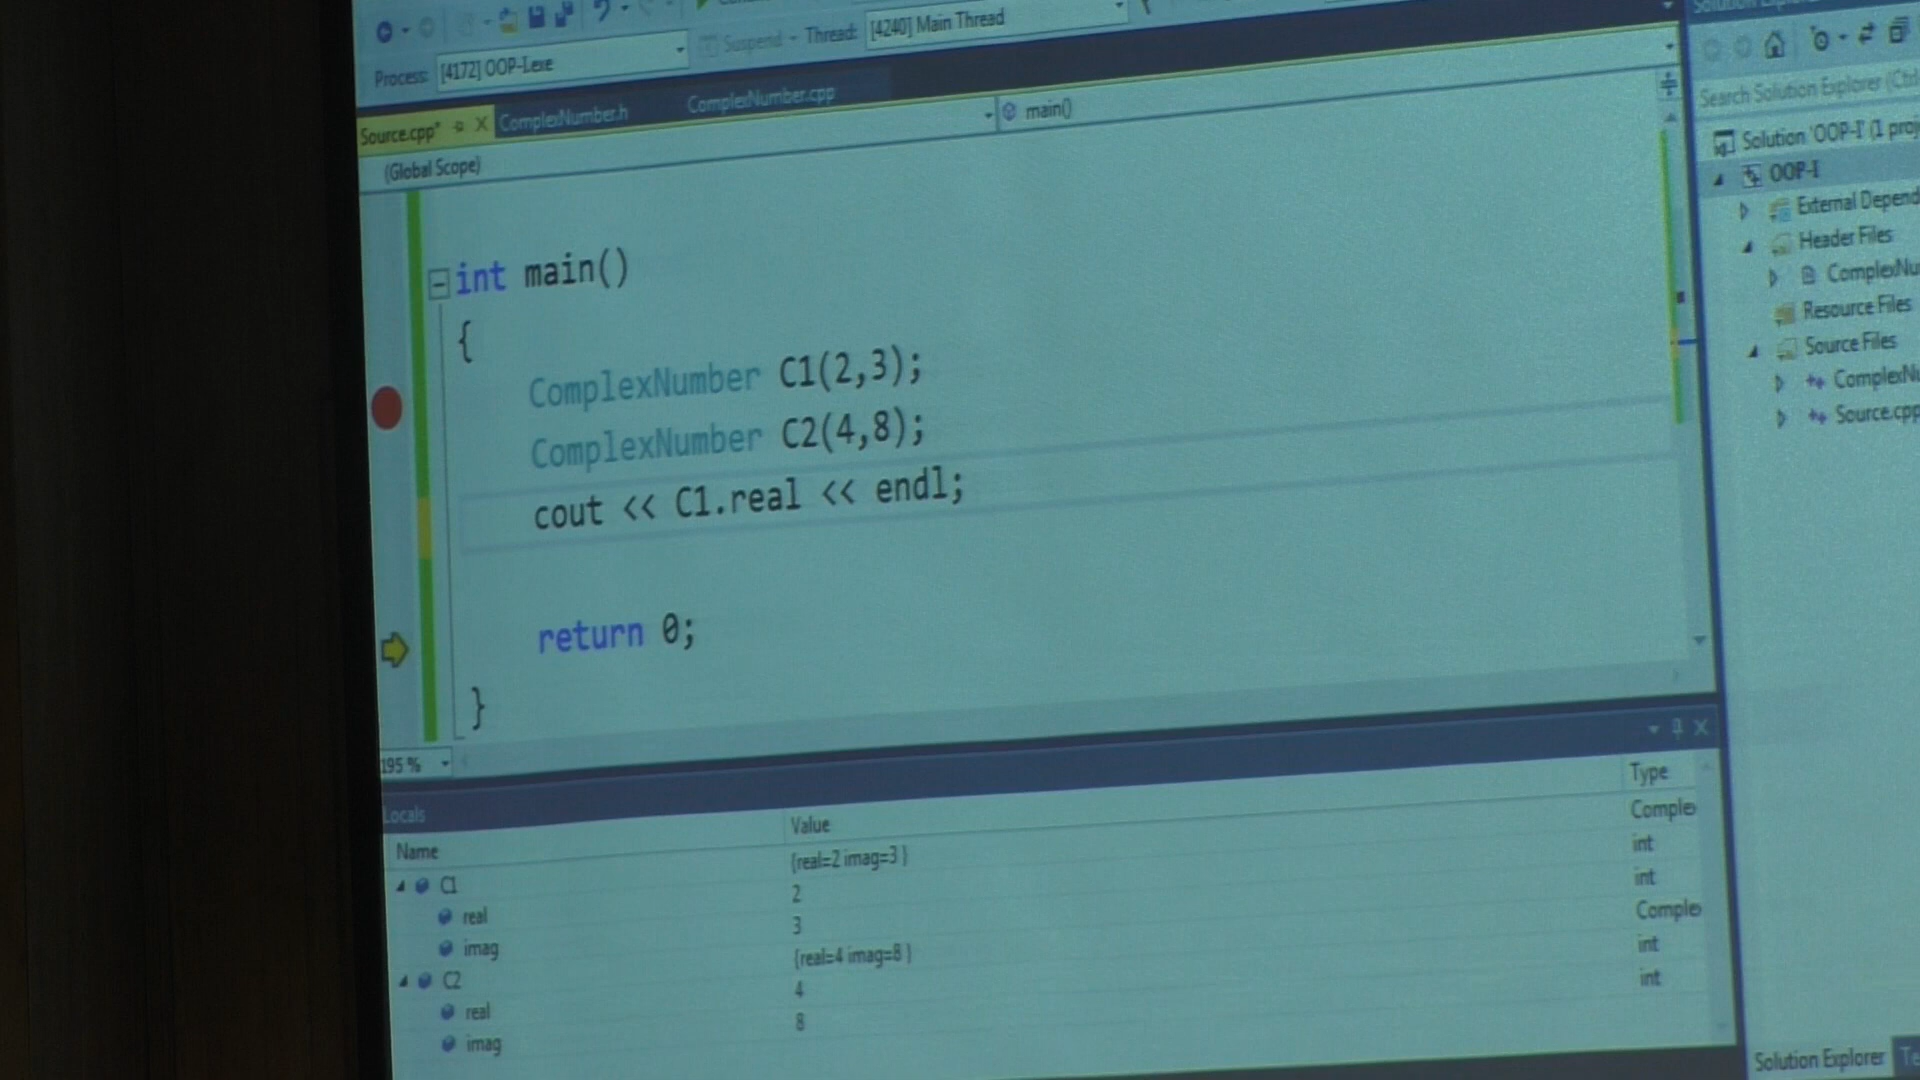 Process: [4172] OOP-I.exe
Suspend Thread: [4240] Main Thread
Source.cpp* ComplexNumber.h ComplexNumber.cpp
(Global Scope)
main()
int main()
{
ComplexNumber C1(2,3);
ComplexNumber C2(4,8);
cout << C1.real << endl;
return 0;
}
195 %
Locals
Name Value Type
C1 {real=2 imag=3 } Complex
real 2 int
imag 3 int
C2 {real=4 imag=8 } Complex
real 4 int
imag 8 int
Search Solution Explorer (Ctrl
Solution 'OOP-I' (1 proj
OOP-I
External Depend
Header Files
ComplexNu
Resource Files
Source Files
ComplexNu
Source.cpp
Solution Explorer Te